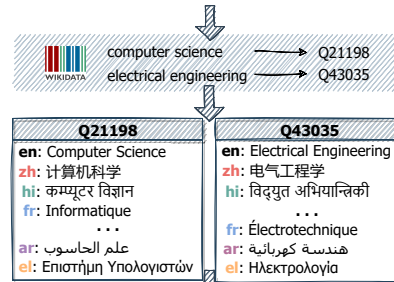 computer science Q21198
WIKIDATA
electrical engineering Q43035
Q21198
en: Computer Science
zh: 计算机科学
hi: कम्प्यूटर विज्ञान
fr: Informatique
...
ar: علم الحاسوب
el: Επιστήμη Υπολογιστών
Q43035
en: Electrical Engineering
zh: 电气工程学
hi: विद्युत अभियान्त्रिकी
...
fr: Électrotechnique
ar: هندسة كهربائية
el: Ηλεκτρολογία